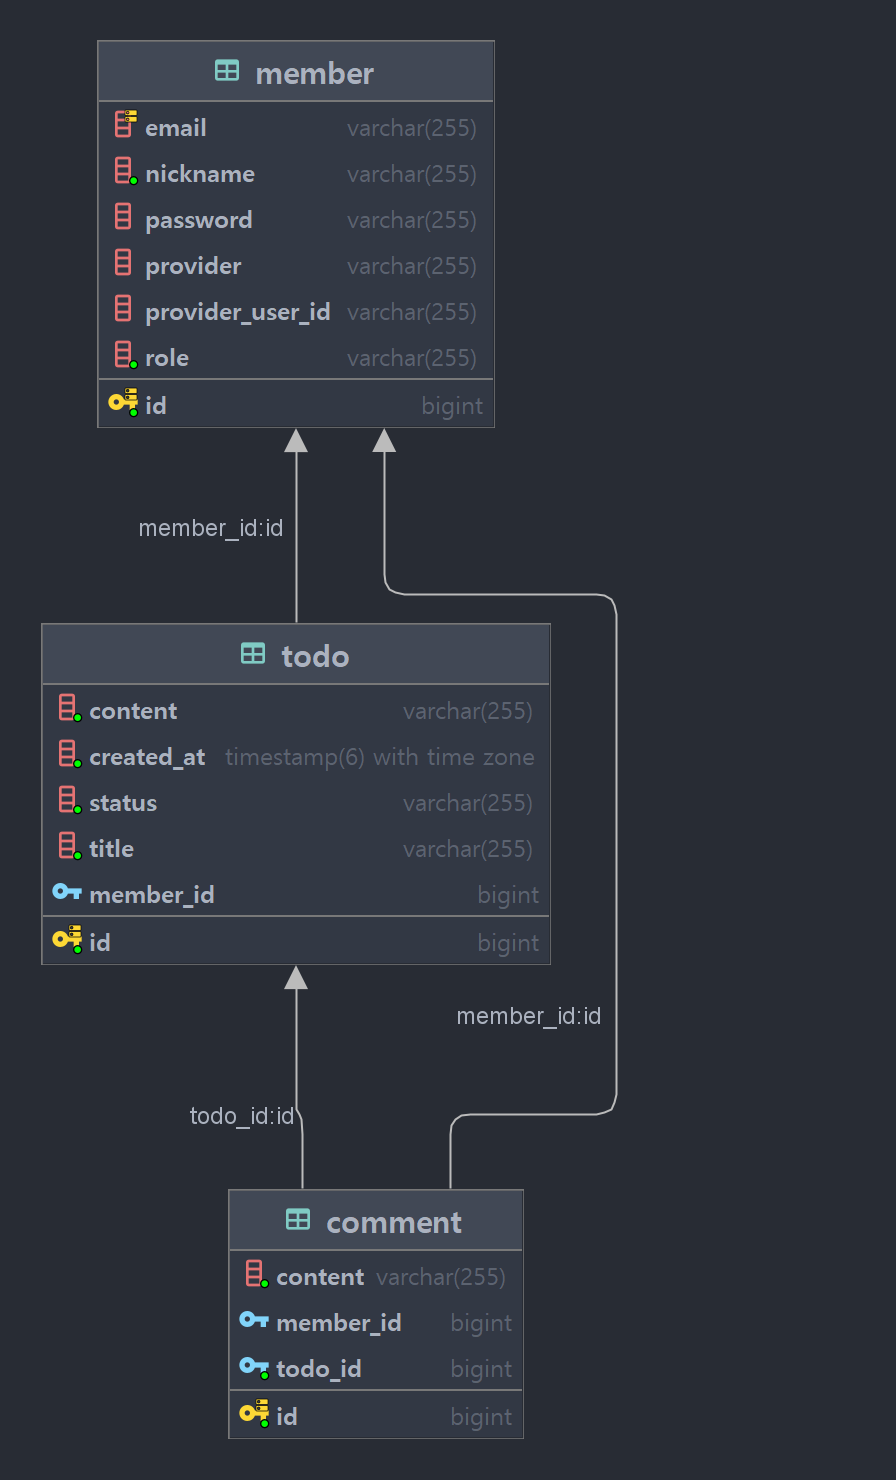 member
email varchar(255)
nickname varchar(255)
password varchar(255)
provider varchar(255)
provider_user_id varchar(255)
role varchar(255)
id bigint
member_id:id
todo
content varchar(255)
created_at timestamp(6) with time zone
status varchar(255)
title varchar(255)
member_id bigint
id bigint
member_id:id
todo_id:id
comment
content varchar(255)
member_id bigint
todo_id bigint
id bigint